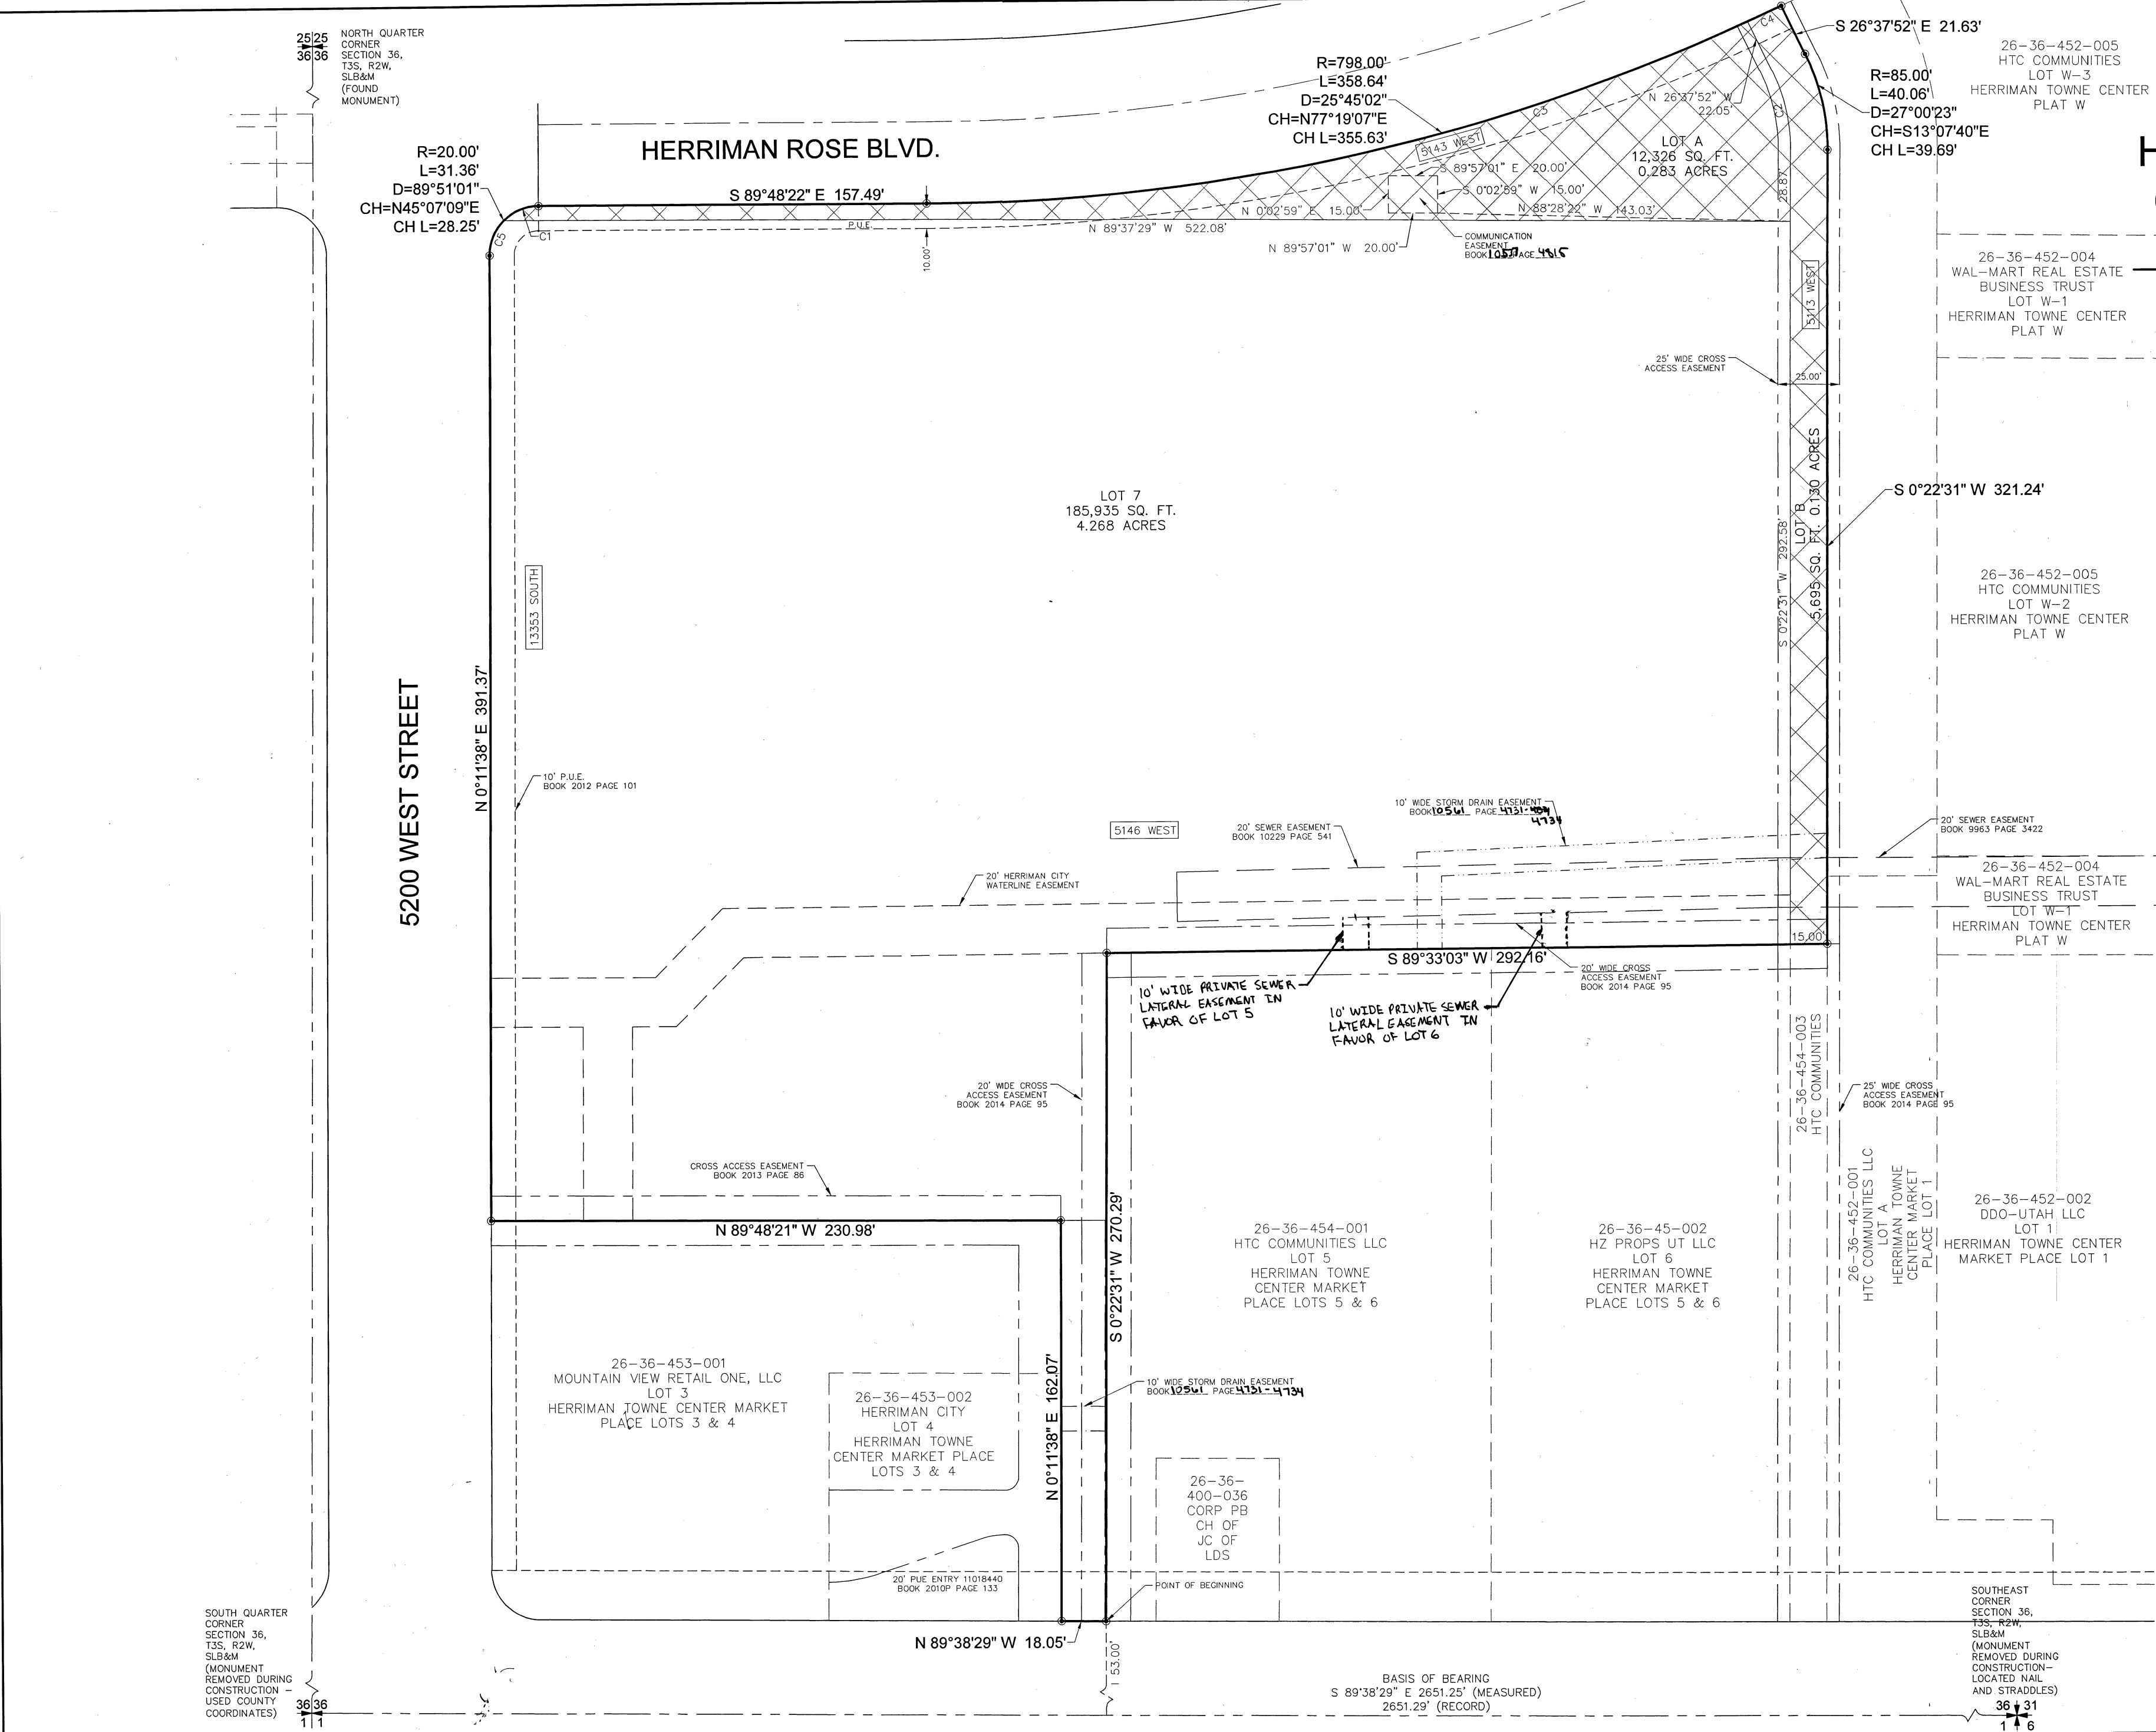 25 25
36 36
NORTH QUARTER
CORNER
SECTION 36,
T3S, R2W,
SLB&M
(FOUND
MONUMENT)
R=20.00'
L=31.36'
D=89°51'01"
CH=N45°07'09"E
CH L=28.25'
C5
C1
HERRIMAN ROSE BLVD.
S 89°48'22" E 157.49'
P.U.E.
10.00'
R=798.00'
L=358.64'
D=25°45'02"
CH=N77°19'07"E
CH L=355.63'
5143 WEST
C3
C4
C2
S 26°37'52" E 21.63'
N 26°37'52" W
22.05'
R=85.00'
L=40.06'
D=27°00'23"
CH=S13°07'40"E
CH L=39.69'
LOT A
12,326 SQ. FT.
0.283 ACRES
S 89°57'01" E 20.00'
S 0°02'59" W 15.00'
N 0°02'59" E 15.00'
N 88°28'22" W 143.03'
N 89°37'29" W 522.08'
N 89°57'01" W 20.00'
28.87'
COMMUNICATION
EASEMENT
26-36-452-005
HTC COMMUNITIES
LOT W-3
HERRIMAN TOWNE CENTER
PLAT W
H
26-36-452-004
WAL-MART REAL ESTATE
BUSINESS TRUST
LOT W-1
HERRIMAN TOWNE CENTER
PLAT W
5113 WEST
25' WIDE CROSS
ACCESS EASEMENT
25.00'
LOT B
5,695 SQ. FT. 0.130 ACRES
S 0°22'31" W 292.58'
S 0°22'31" W 321.24'
LOT 7
185,935 SQ. FT.
4.268 ACRES
26-36-452-005
HTC COMMUNITIES
LOT W-2
HERRIMAN TOWNE CENTER
PLAT W
13353 SOUTH
5200 WEST STREET
N 0°11'38" E 391.37'
10' P.U.E.
BOOK 2012 PAGE 101
5146 WEST
20' SEWER EASEMENT
BOOK 10229 PAGE 541
10' WIDE STORM DRAIN EASEMENT
BOOK 10561 PAGE 4731-
4734
20' SEWER EASEMENT
BOOK 9963 PAGE 3422
20' HERRIMAN CITY
WATERLINE EASEMENT
26-36-452-004
WAL-MART REAL ESTATE
BUSINESS TRUST
LOT W-1
HERRIMAN TOWNE CENTER
PLAT W
15.00'
S 89°33'03" W 292.16'
20' WIDE CROSS
ACCESS EASEMENT
BOOK 2014 PAGE 95
10' WIDE PRIVATE SEWER
LATERAL EASEMENT IN
FAVOR OF LOT 5
10' WIDE PRIVATE SEWER
LATERAL EASEMENT IN
FAVOR OF LOT 6
20' WIDE CROSS
ACCESS EASEMENT
BOOK 2014 PAGE 95
26-36-454-003
HTC COMMUNITIES
25' WIDE CROSS
ACCESS EASEMENT
BOOK 2014 PAGE 95
CROSS ACCESS EASEMENT
BOOK 2013 PAGE 86
N 89°48'21" W 230.98'
S 0°22'31" W 270.29'
26-36-454-001
HTC COMMUNITIES LLC
LOT 5
HERRIMAN TOWNE
CENTER MARKET
PLACE LOTS 5 & 6
26-36-45-002
HZ PROPS UT LLC
LOT 6
HERRIMAN TOWNE
CENTER MARKET
PLACE LOTS 5 & 6
26-36-452-001
HTC COMMUNITIES LLC
LOT A
HERRIMAN TOWNE
CENTER MARKET
PLACE LOT 1
26-36-452-002
DDO-UTAH LLC
LOT 1
HERRIMAN TOWNE CENTER
MARKET PLACE LOT 1
26-36-453-001
MOUNTAIN VIEW RETAIL ONE, LLC
LOT 3
HERRIMAN TOWNE CENTER MARKET
PLACE LOTS 3 & 4
26-36-453-002
HERRIMAN CITY
LOT 4
HERRIMAN TOWNE
CENTER MARKET PLACE
LOTS 3 & 4
N 0°11'38" E 162.07'
10' WIDE STORM DRAIN EASEMENT
BOOK 10561 PAGE 4731-4734
26-36-
400-036
CORP PB
CH OF
JC OF
LDS
20' PUE ENTRY 11018440
BOOK 2010P PAGE 133
POINT OF BEGINNING
N 89°38'29" W 18.05'
53.00'
SOUTH QUARTER
CORNER
SECTION 36,
T3S, R2W,
SLB&M
(MONUMENT
REMOVED DURING
CONSTRUCTION -
USED COUNTY
COORDINATES)
36 36
1 1
BASIS OF BEARING
S 89°38'29" E 2651.25' (MEASURED)
2651.29' (RECORD)
SOUTHEAST
CORNER
SECTION 36,
T3S, R2W,
SLB&M
(MONUMENT
REMOVED DURING
CONSTRUCTION-
LOCATED NAIL
AND STRADDLES)
36 31
1 6